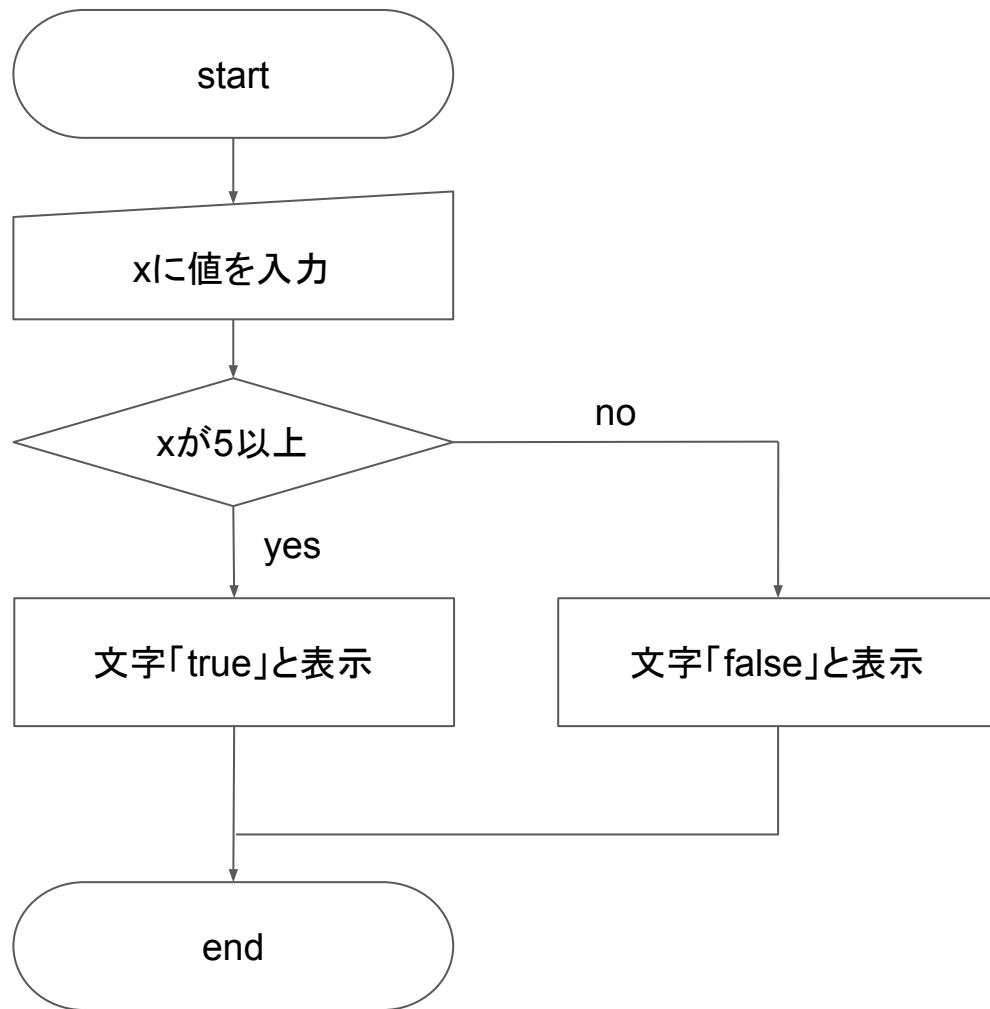 start
xに値を入力
xが5以上
no
yes
文字「true」と表示
文字「false」と表示
end